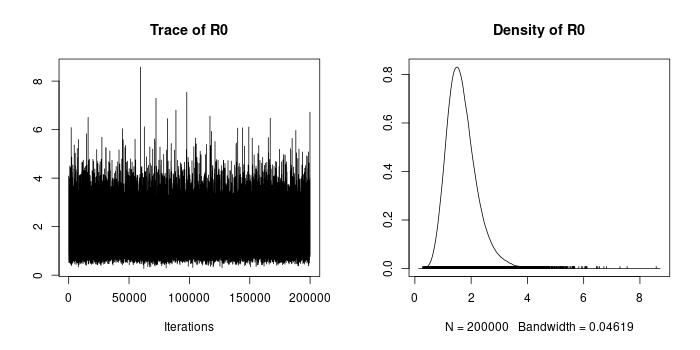 Trace of R0
8
6
4
2
0
0 50000 100000 150000 200000
Iterations
Density of R0
0.8
0.6
0.4
0.2
0.0
0 2 4 6 8
N = 200000 Bandwidth = 0.04619